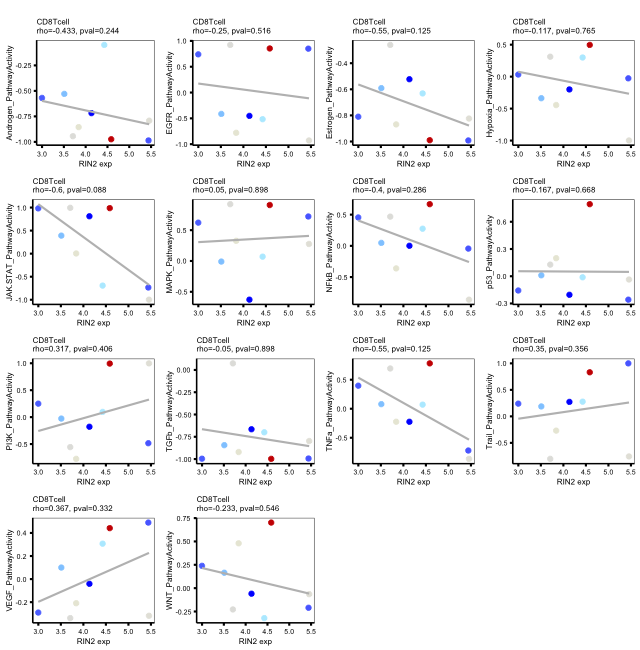 CD8Tcell
rho=-0.433, pval=0.244
Androgen_PathwayActivity
-0.25
-0.50
-0.75
-1.00
3.0 3.5 4.0 4.5 5.0 5.5
RIN2 exp
CD8Tcell
rho=-0.25, pval=0.516
EGFR_PathwayActivity
1.0
0.5
0.0
-0.5
-1.0
3.0 3.5 4.0 4.5 5.0 5.5
RIN2 exp
CD8Tcell
rho=-0.55, pval=0.125
Estrogen_PathwayActivity
-0.4
-0.6
-0.8
-1.0
3.0 3.5 4.0 4.5 5.0 5.5
RIN2 exp
CD8Tcell
rho=-0.117, pval=0.765
Hypoxia_PathwayActivity
0.5
0.0
-0.5
-1.0
3.0 3.5 4.0 4.5 5.0 5.5
RIN2 exp
CD8Tcell
rho=-0.6, pval=0.088
JAK.STAT_PathwayActivity
1.0
0.5
0.0
-0.5
-1.0
3.0 3.5 4.0 4.5 5.0 5.5
RIN2 exp
CD8Tcell
rho=0.05, pval=0.898
MAPK_PathwayActivity
0.5
0.0
-0.5
3.0 3.5 4.0 4.5 5.0 5.5
RIN2 exp
CD8Tcell
rho=-0.4, pval=0.286
NFkB_PathwayActivity
0.5
0.0
-0.5
3.0 3.5 4.0 4.5 5.0 5.5
RIN2 exp
CD8Tcell
rho=-0.167, pval=0.668
p53_PathwayActivity
0.6
0.3
0.0
-0.3
3.0 3.5 4.0 4.5 5.0 5.5
RIN2 exp
CD8Tcell
rho=0.317, pval=0.406
PI3K_PathwayActivity
1.0
0.5
0.0
-0.5
3.0 3.5 4.0 4.5 5.0 5.5
RIN2 exp
CD8Tcell
rho=-0.05, pval=0.898
TGFb_PathwayActivity
0.00
-0.25
-0.50
-0.75
-1.00
3.0 3.5 4.0 4.5 5.0 5.5
RIN2 exp
CD8Tcell
rho=-0.55, pval=0.125
TNFa_PathwayActivity
0.5
0.0
-0.5
3.0 3.5 4.0 4.5 5.0 5.5
RIN2 exp
CD8Tcell
rho=0.35, pval=0.356
Trail_PathwayActivity
1.0
0.5
0.0
-0.5
3.0 3.5 4.0 4.5 5.0 5.5
RIN2 exp
CD8Tcell
rho=0.367, pval=0.332
VEGF_PathwayActivity
0.4
0.2
0.0
-0.2
3.0 3.5 4.0 4.5 5.0 5.5
RIN2 exp
CD8Tcell
rho=-0.233, pval=0.546
WNT_PathwayActivity
0.75
0.50
0.25
0.00
-0.25
3.0 3.5 4.0 4.5 5.0 5.5
RIN2 exp